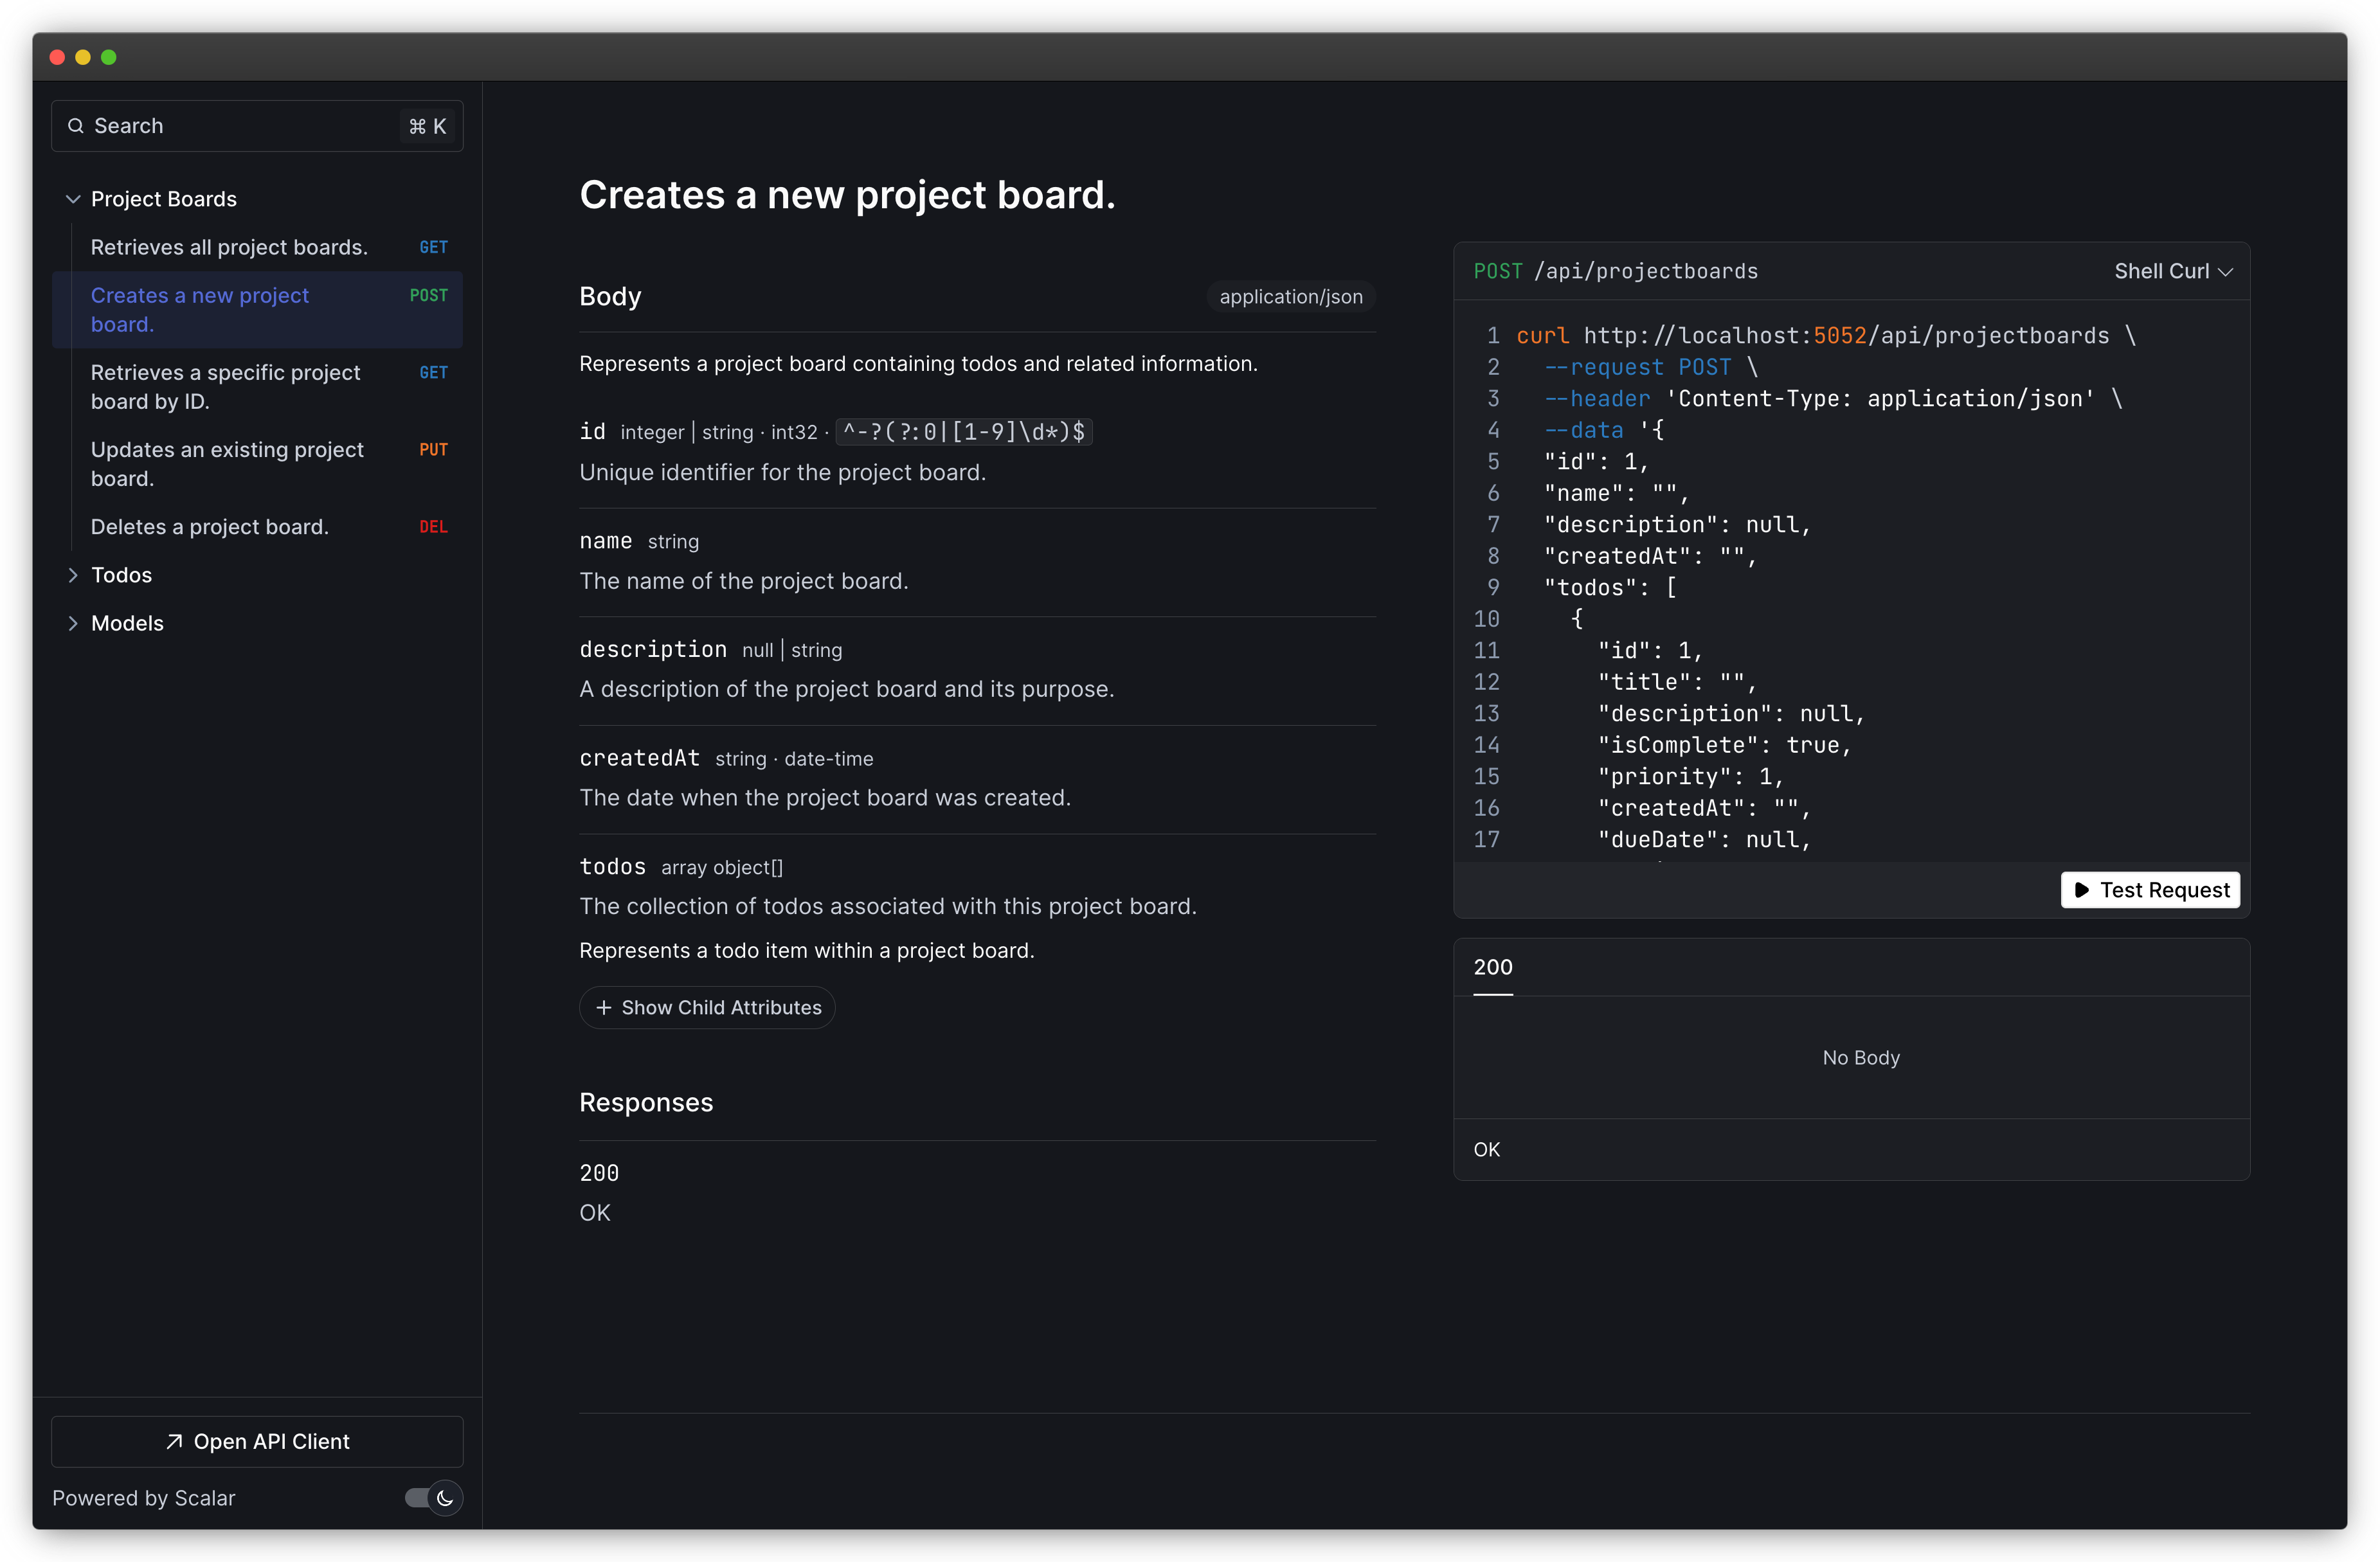 Search
⌘ K
Project Boards
Retrieves all project boards. GET
Creates a new project POST
board.
Retrieves a specific project GET
board by ID.
Updates an existing project PUT
board.
Deletes a project board. DEL
Todos
Models
Open API Client
Powered by Scalar
Creates a new project board.
Body application/json
Represents a project board containing todos and related information.
id integer | string · int32 · ^-?(?:0|[1-9]\d*)$
Unique identifier for the project board.
name string
The name of the project board.
description null | string
A description of the project board and its purpose.
createdAt string · date-time
The date when the project board was created.
todos array object[]
The collection of todos associated with this project board.
Represents a todo item within a project board.
Show Child Attributes
Responses
200
OK
POST /api/projectboards Shell Curl
1 curl http://localhost:5052/api/projectboards \
2 --request POST \
3 --header 'Content-Type: application/json' \
4 --data '{
5 "id": 1,
6 "name": "",
7 "description": null,
8 "createdAt": "",
9 "todos": [
10 {
11 "id": 1,
12 "title": "",
13 "description": null,
14 "isComplete": true,
15 "priority": 1,
16 "createdAt": "",
17 "dueDate": null,
Test Request
200
No Body
OK